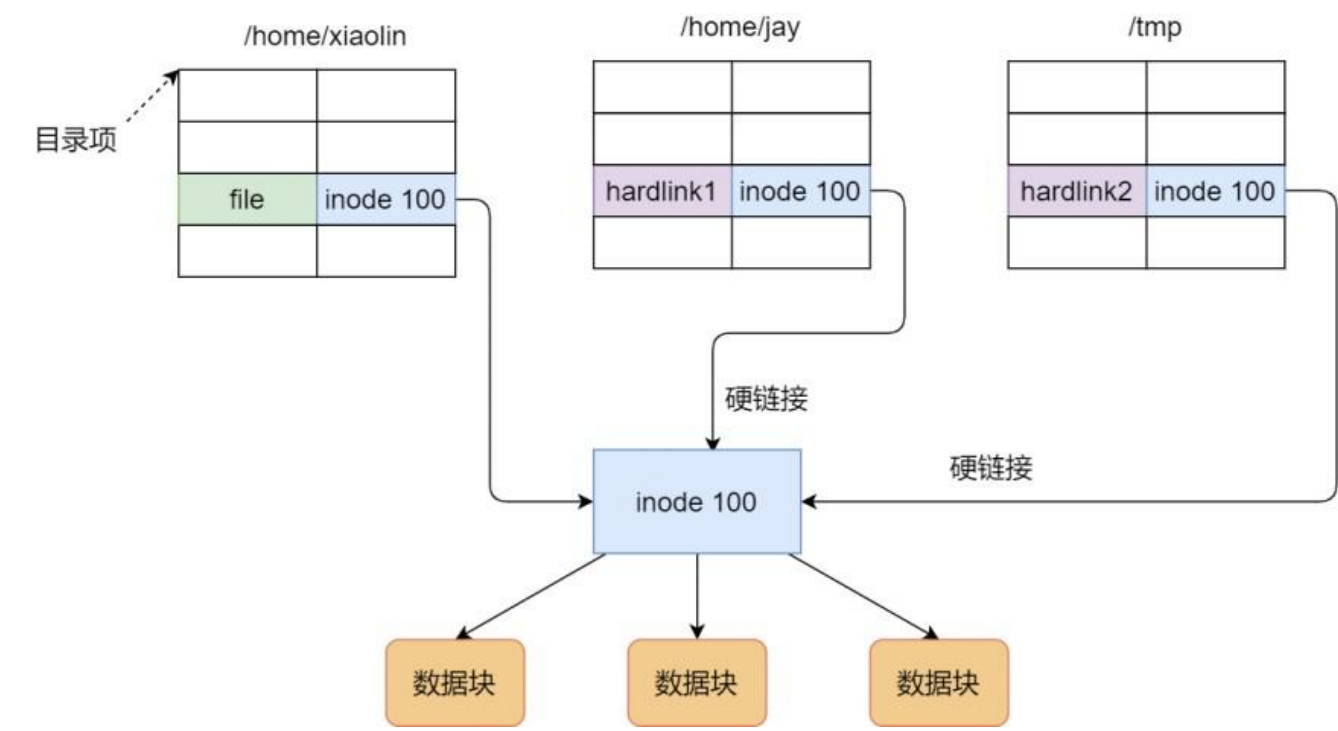 /home/xiaolin
/home/jay
/tmp
目录项
file inode 100
hardlink1 inode 100
hardlink2 inode 100
硬链接
硬链接
inode 100
数据块 数据块 数据块